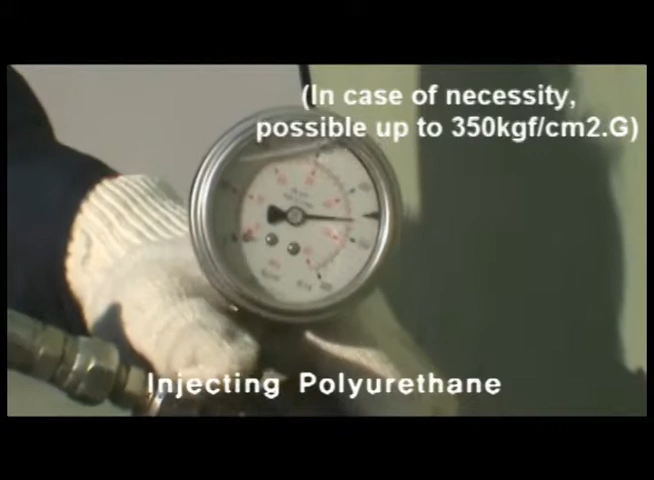 (In case of necessity,
possible up to 350kgf/cm2.G)
Injecting Polyurethane